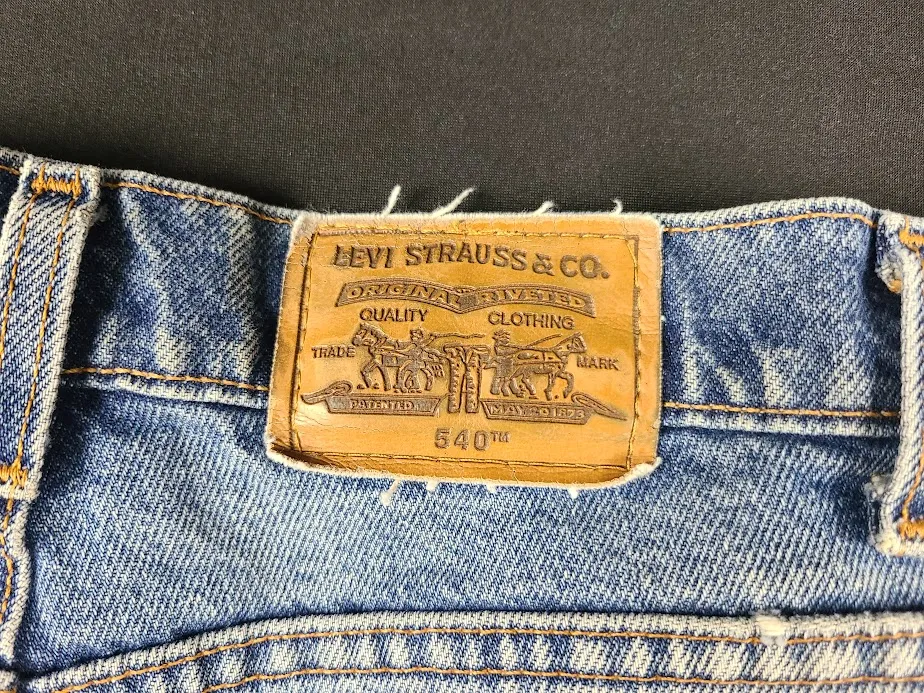 LEVI STRAUSS & CO.
ORIGINAL RIVETED
QUALITY CLOTHING
TRADE MARK
PATENTED MAY 20 1873
540™